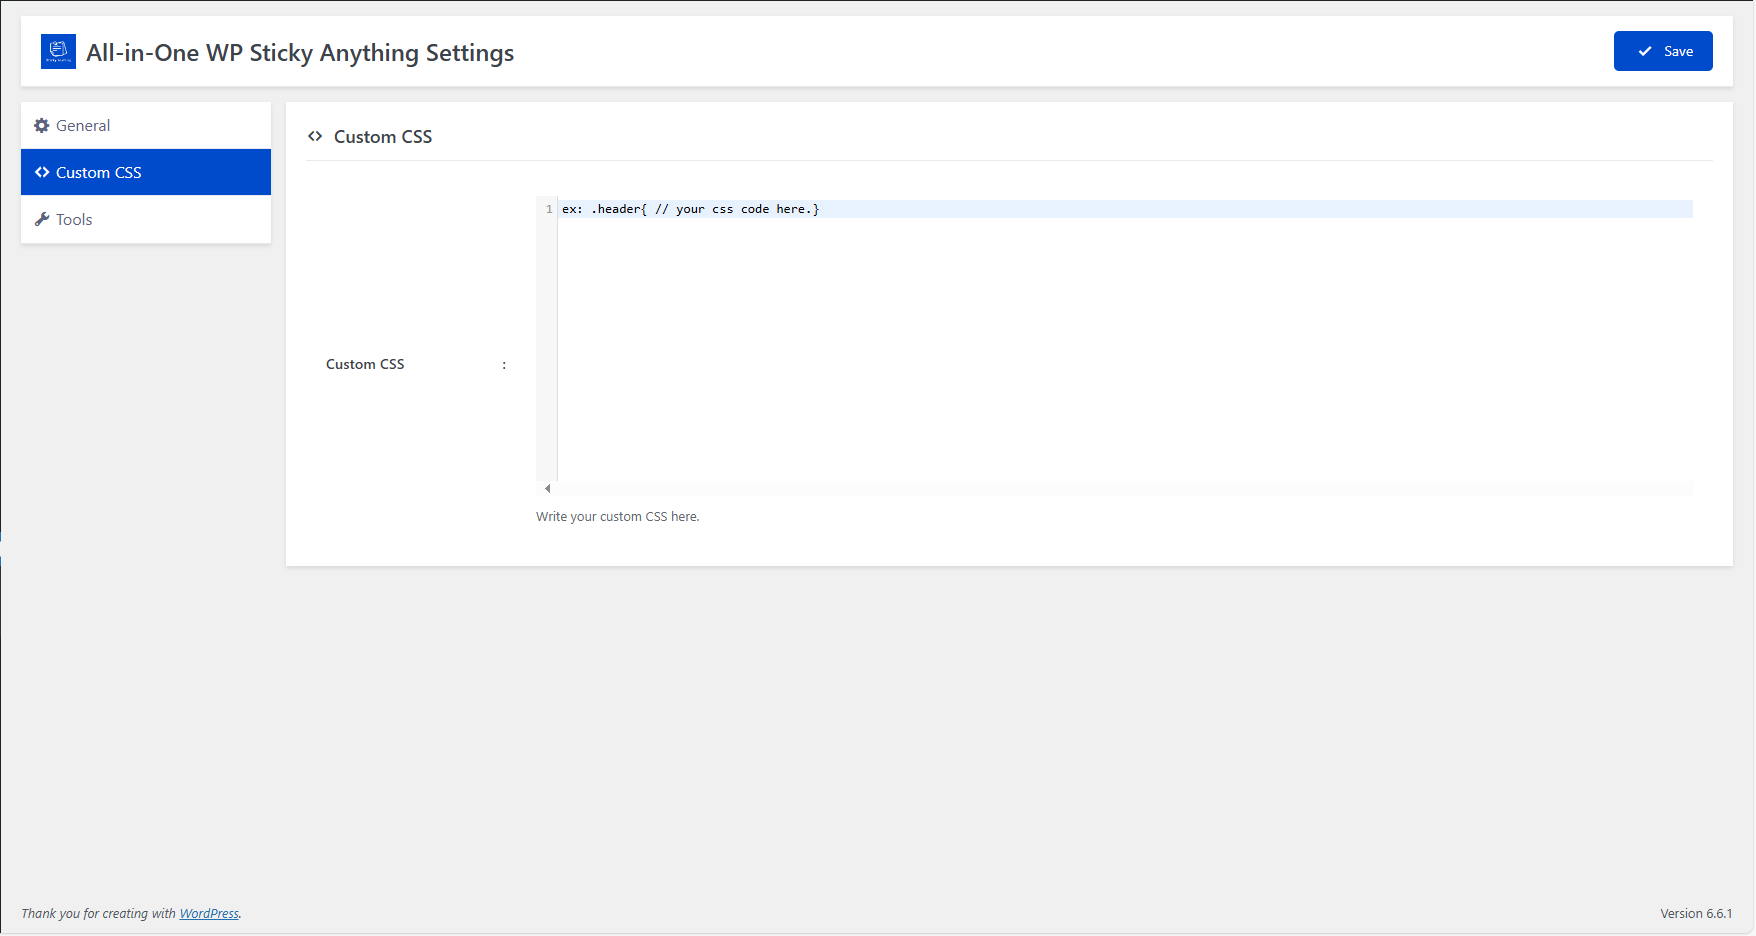 All-in-One WP Sticky Anything Settings
Save
General
Custom CSS
Tools
Custom CSS
1 ex: .header{ // your css code here.}
Custom CSS :
Write your custom CSS here.
Thank you for creating with WordPress.
Version 6.6.1